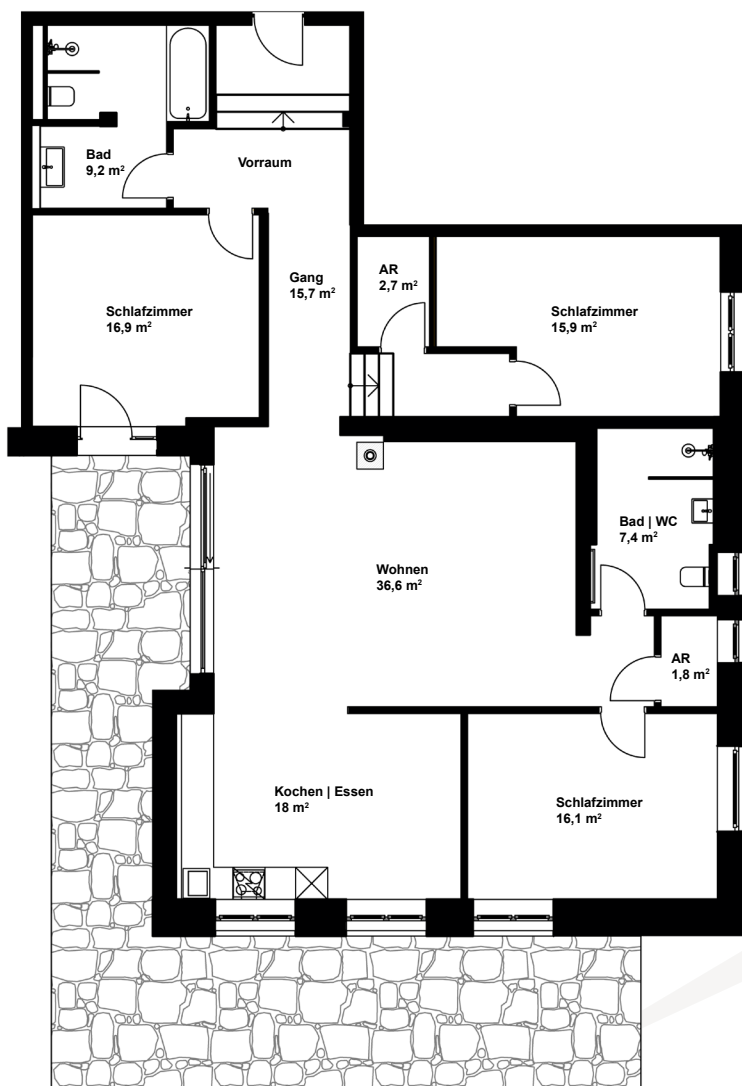 Bad
9,2 m²
Vorraum
Gang
15,7 m²
AR
2,7 m²
Schlafzimmer
16,9 m²
Schlafzimmer
15,9 m²
Bad | WC
7,4 m²
Wohnen
36,6 m²
AR
1,8 m²
Kochen | Essen
18 m²
Schlafzimmer
16,1 m²